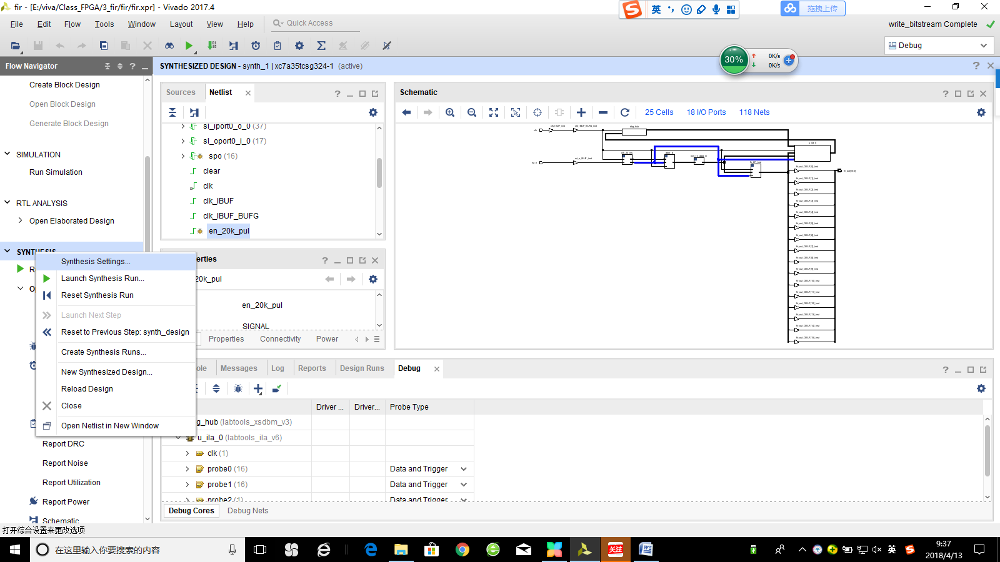 fir - [E:/viva/Class_FPGA/3_fir/fir/fir.xpr] - Vivado 2017.4
英
拖拽上传
File Edit Flow Tools Window Layout View Help
Quick Access
write_bitstream Complete
Debug
30%
0K/s
0K/s
Flow Navigator
SYNTHESIZED DESIGN - synth_1 | xc7a35tcsg324-1 (active)
Create Block Design
Open Block Design
Generate Block Design
SIMULATION
Run Simulation
RTL ANALYSIS
Open Elaborated Design
SYNTHESIS
Synthesis Settings...
Launch Synthesis Run...
Reset Synthesis Run
Launch Next Step
Reset to Previous Step: synth_design
Create Synthesis Runs...
New Synthesized Design...
Reload Design
Close
Open Netlist in New Window
Report DRC
Report Noise
Report Utilization
Report Power
Schematic
Sources Netlist
sl_iport0_o_0 (37)
sl_oport0_i_0 (17)
spo (16)
clear
clk
clk_IBUF
clk_IBUF_BUFG
en_20k_pul
erties
20k_pul
en_20k_pul
SIGNAL
Properties Connectivity Power
Schematic
25 Cells 18 I/O Ports 118 Nets
ole Messages Log Reports Design Runs Debug
Driver ... Driver... Probe Type
g_hub (labtools_xsdbm_v3)
u_ila_0 (labtools_ila_v6)
clk (1)
probe0 (16) Data and Trigger
probe1 (16) Data and Trigger
probe2 (1) Data and Trigger
Debug Cores Debug Nets
打开综合设置来更改选项
在这里输入你要搜索的内容
关注
英
9:37
2018/4/13